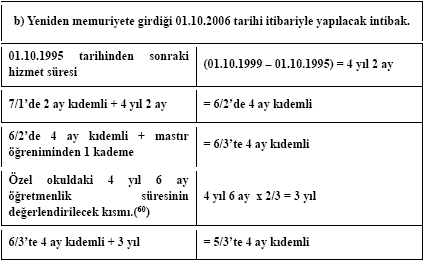 b) Yeniden memuriyete girdiği 01.10.2006 tarihi itibariyle yapılacak intibak.
01.10.1995 tarihinden sonraki
hizmet süresi
(01.10.1999 – 01.10.1995) = 4 yıl 2 ay
7/1’de 2 ay kıdemli + 4 yıl 2 ay
= 6/2’de 4 ay kıdemli
6/2’de 4 ay kıdemli + mastır
öğreniminden 1 kademe
= 6/3’te 4 ay kıdemli
Özel okuldaki 4 yıl 6 ay
öğretmenlik süresinin
değerlendirilecek kısmı.(60)
4 yıl 6 ay x 2/3 = 3 yıl
6/3’te 4 ay kıdemli + 3 yıl
= 5/3’te 4 ay kıdemli